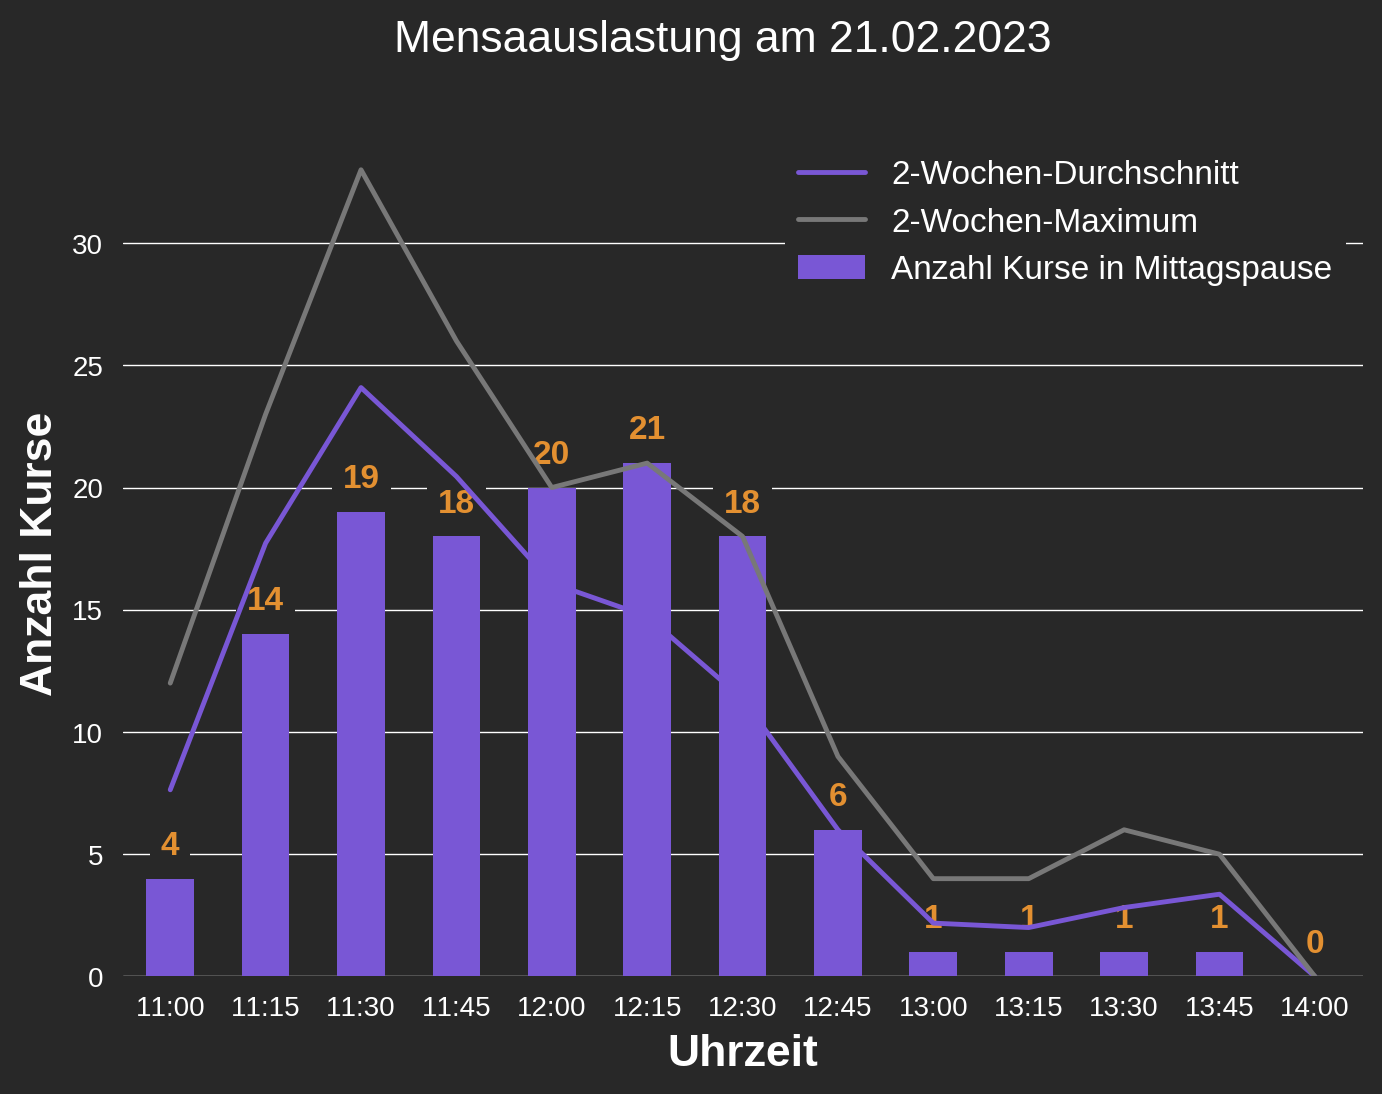 Mensaauslastung am 21.02.2023
2-Wochen-Durchschnitt
2-Wochen-Maximum
Anzahl Kurse in Mittagspause
Anzahl Kurse
30
25
20
15
10
5
0
4
14
19
18
20
21
18
6
1
1
1
1
0
11:00 11:15 11:30 11:45 12:00 12:15 12:30 12:45 13:00 13:15 13:30 13:45 14:00
Uhrzeit